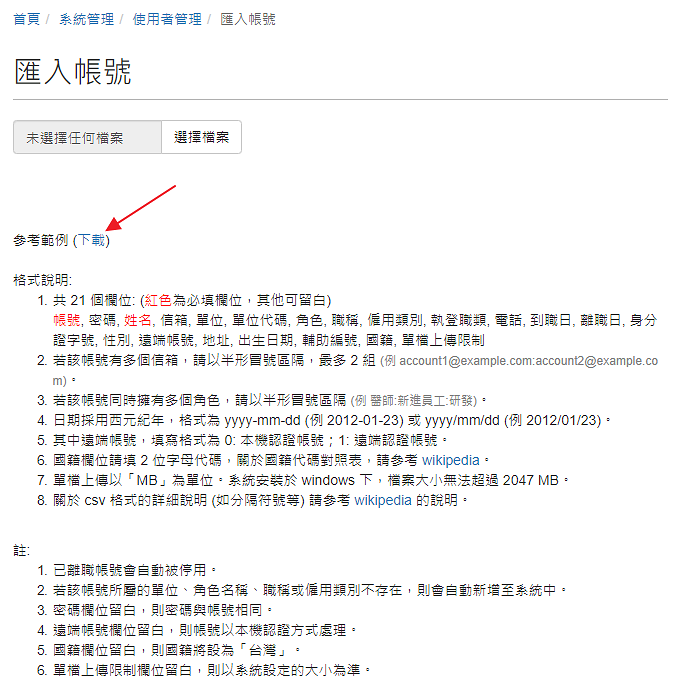 首頁 / 系統管理 / 使用者管理 / 匯入帳號
匯入帳號
未選擇任何檔案 選擇檔案
參考範例 (下載)
格式說明:
1. 共 21 個欄位: (紅色為必填欄位，其他可留白)
帳號, 密碼, 姓名, 信箱, 單位, 單位代碼, 角色, 職稱, 僱用類別, 執登職類, 電話, 到職日, 離職日, 身分
證字號, 性別, 遠端帳號, 地址, 出生日期, 輔助編號, 國籍, 單檔上傳限制
2. 若該帳號有多個信箱，請以半形冒號區隔，最多 2 組 (例 account1@example.com:account2@example.co
m)。
3. 若該帳號同時擁有多個角色，請以半形冒號區隔 (例 醫師:新進員工:研發)。
4. 日期採用西元紀年，格式為 yyyy-mm-dd (例 2012-01-23) 或 yyyy/mm/dd (例 2012/01/23)。
5. 其中遠端帳號，填寫格式為 0: 本機認證帳號；1: 遠端認證帳號。
6. 國籍欄位請填 2 位字母代碼，關於國籍代碼對照表，請參考 wikipedia。
7. 單檔上傳以「MB」為單位。系統安裝於 windows 下，檔案大小無法超過 2047 MB。
8. 關於 csv 格式的詳細說明 (如分隔符號等) 請參考 wikipedia 的說明。
註:
1. 已離職帳號會自動被停用。
2. 若該帳號所屬的單位、角色名稱、職稱或僱用類別不存在，則會自動新增至系統中。
3. 密碼欄位留白，則密碼與帳號相同。
4. 遠端帳號欄位留白，則帳號以本機認證方式處理。
5. 國籍欄位留白，則國籍將設為「台灣」。
6. 單檔上傳限制欄位留白，則以系統設定的大小為準。